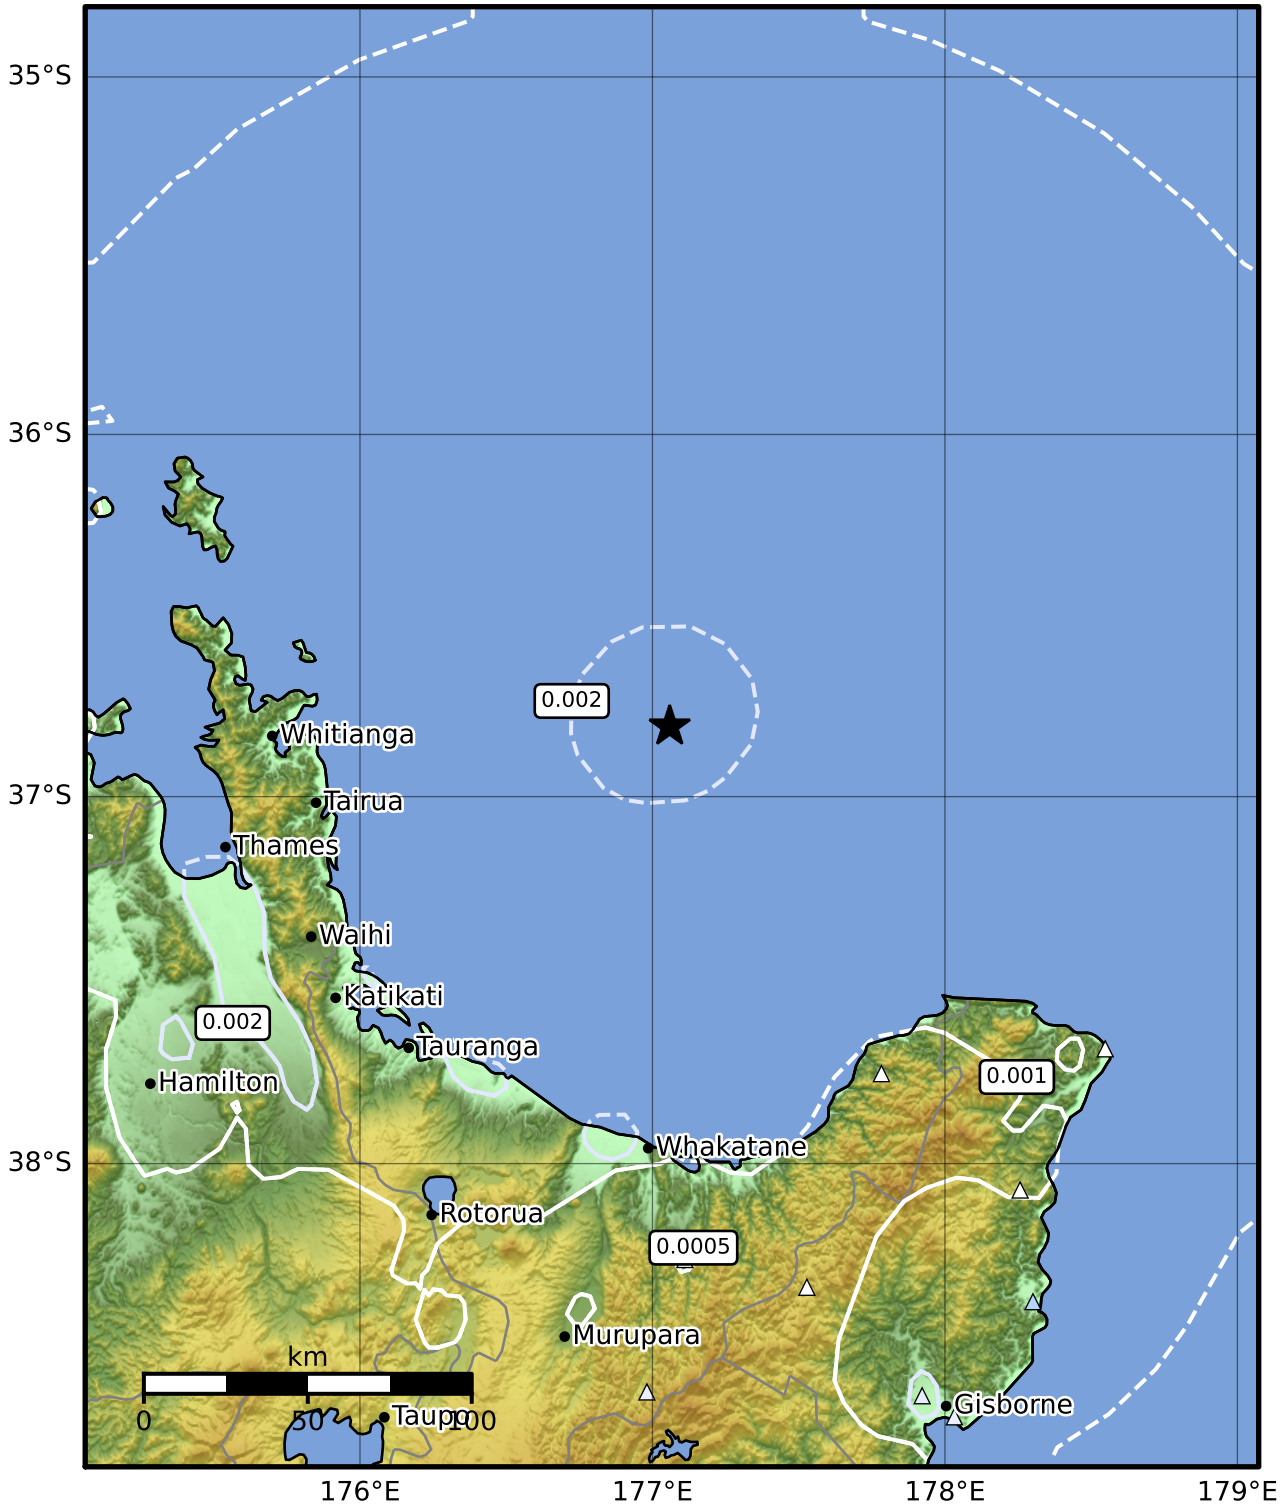 35°S
36°S
0.002
Whitianga
37°S
Tairua
Thames
Waihi
Katikati
0.002
Tauranga
0.001
Hamilton
Whakatane
38°S
Rotorua
0.0005
Murupara
km
Gisborne
Taupo
0 50 100
176°E 177°E 178°E 179°E